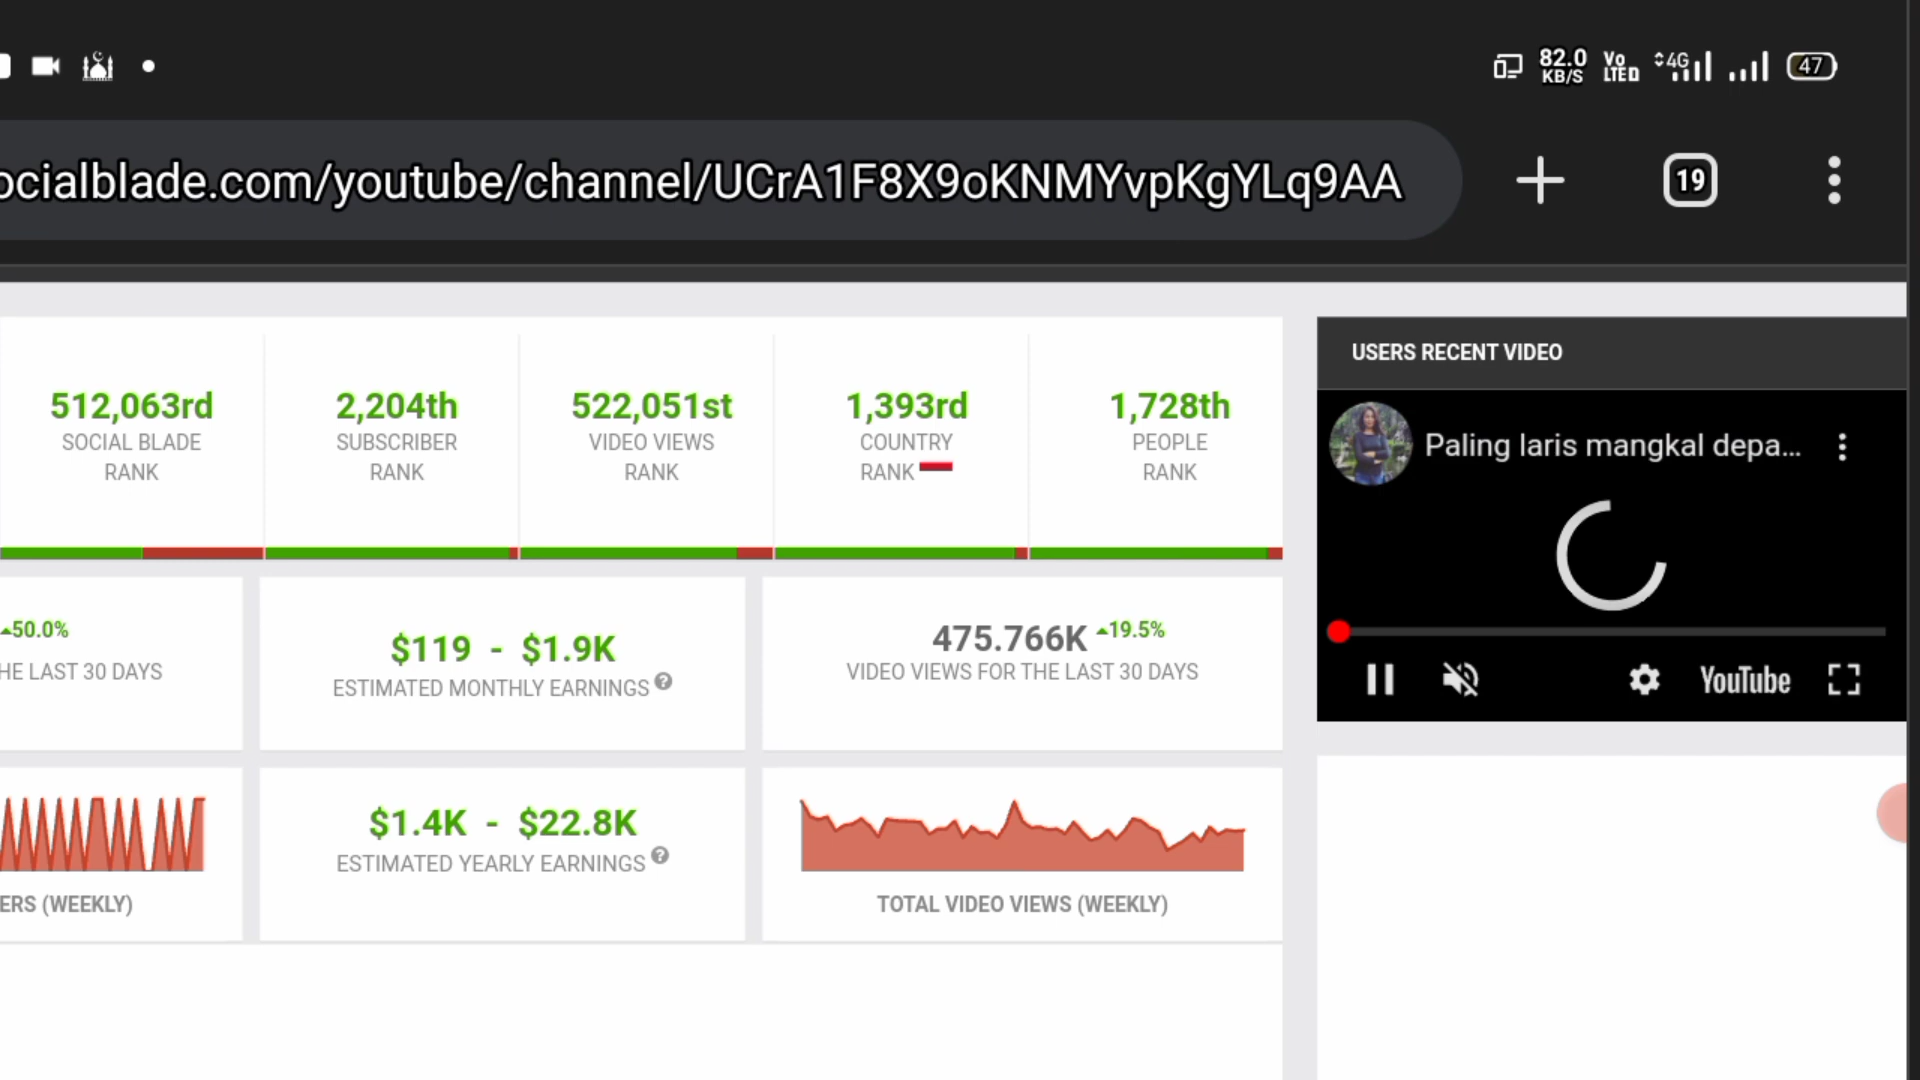 82.0
KB/S
Vo
LTE
4G
47
ocialblade.com/youtube/channel/UCrA1F8X9oKNMYvpKgYLq9AA
19
512,063rd
SOCIAL BLADE
RANK
2,204th
SUBSCRIBER
RANK
522,051st
VIDEO VIEWS
RANK
1,393rd
COUNTRY
RANK
1,728th
PEOPLE
RANK
USERS RECENT VIDEO
Paling laris mangkal depa...
YouTube
50.0%
HE LAST 30 DAYS
$119 - $1.9K
ESTIMATED MONTHLY EARNINGS ?
475.766K 19.5%
VIDEO VIEWS FOR THE LAST 30 DAYS
ERS (WEEKLY)
$1.4K - $22.8K
ESTIMATED YEARLY EARNINGS ?
TOTAL VIDEO VIEWS (WEEKLY)